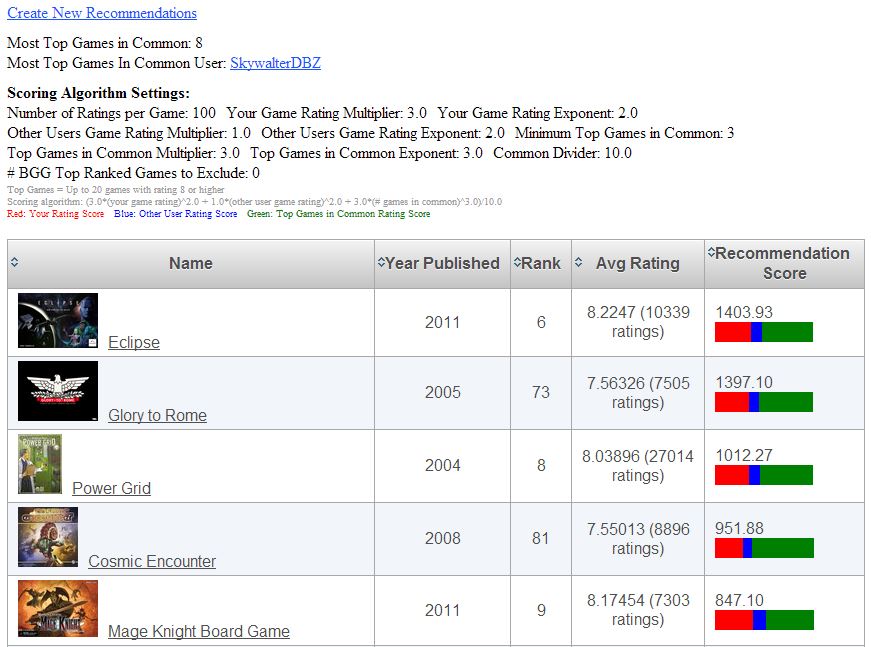 Create New Recommendations
Most Top Games in Common: 8
Most Top Games In Common User: SkywalterDBZ
Scoring Algorithm Settings:
Number of Ratings per Game: 100 Your Game Rating Multiplier: 3.0 Your Game Rating Exponent: 2.0
Other Users Game Rating Multiplier: 1.0 Other Users Game Rating Exponent: 2.0 Minimum Top Games in Common: 3
Top Games in Common Multiplier: 3.0 Top Games in Common Exponent: 3.0 Common Divider: 10.0
# BGG Top Ranked Games to Exclude: 0
Top Games = Up to 20 games with rating 8 or higher
Scoring algorithm: (3.0*(your game rating)^2.0 + 1.0*(other user game rating)^2.0 + 3.0*(# games in common)^3.0)/10.0
Red: Your Rating Score Blue: Other User Rating Score Green: Top Games in Common Rating Score
Name Year Published Rank Avg Rating Recommendation
Score
ECLIPSE
Eclipse 2011 6 8.2247 (10339
ratings) 1403.93
GLORY TO ROME
Glory to Rome 2005 73 7.56326 (7505
ratings) 1397.10
POWER GRID
Power Grid 2004 8 8.03896 (27014
ratings) 1012.27
Cosmic Encounter 2008 81 7.55013 (8896
ratings) 951.88
MAGE KNIGHT
Mage Knight Board Game 2011 9 8.17454 (7303
ratings) 847.10